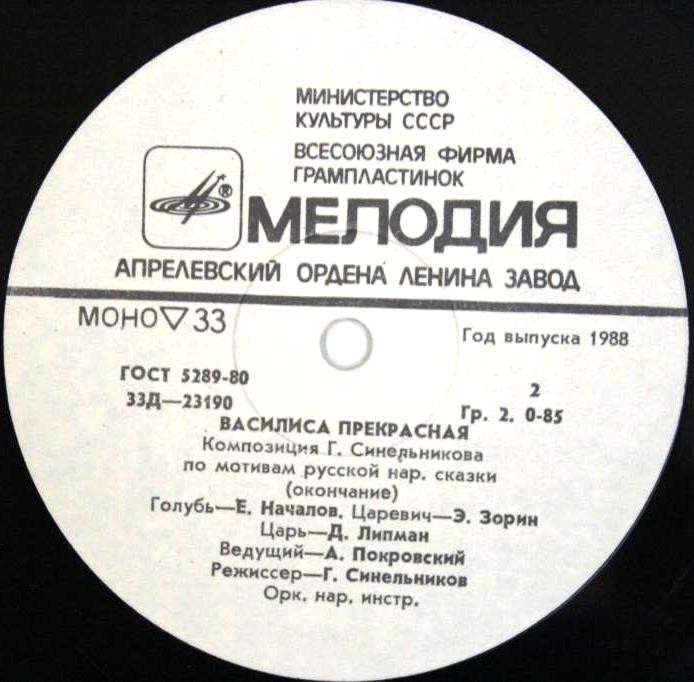 МИНИСТЕРСТВО
КУЛЬТУРЫ СССР
ВСЕСОЮЗНАЯ ФИРМА
ГРАМПЛАСТИНОК
®
МЕЛОДИЯ
АПРЕЛЕВСКИЙ ОРДЕНА ЛЕНИНА ЗАВОД
МОНО ▽ 33
Год выпуска 1988
ГОСТ 5289-80
33Д—23190
2
Гр. 2. 0-85
ВАСИЛИСА ПРЕКРАСНАЯ
Композиция Г. Синельникова
по мотивам русской нар. сказки
(окончание)
Голубь—Е. Началов, Царевич—Э. Зорин
Царь—Д. Липман
Ведущий—А. Покровский
Режиссер—Г. Синельников
Орк. нар. инстр.